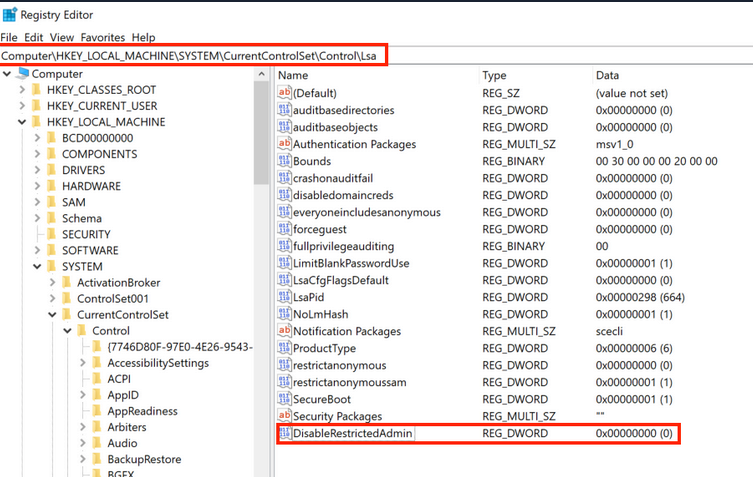 Registry Editor
File Edit View Favorites Help
Computer\HKEY_LOCAL_MACHINE\SYSTEM\CurrentControlSet\Control\Lsa
Computer
HKEY_CLASSES_ROOT
HKEY_CURRENT_USER
HKEY_LOCAL_MACHINE
BCD00000000
COMPONENTS
DRIVERS
HARDWARE
SAM
Schema
SECURITY
SOFTWARE
SYSTEM
ActivationBroker
ControlSet001
CurrentControlSet
Control
{7746D80F-97E0-4E26-9543-
AccessibilitySettings
ACPI
AppID
AppReadiness
Arbiters
Audio
BackupRestore
BGFX
Name Type Data
ab (Default) REG_SZ (value not set)
auditbasedirectories REG_DWORD 0x00000000 (0)
auditbaseobjects REG_DWORD 0x00000000 (0)
ab Authentication Packages REG_MULTI_SZ msv1_0
Bounds REG_BINARY 00 30 00 00 00 20 00 00
crashonauditfail REG_DWORD 0x00000000 (0)
disabledomaincreds REG_DWORD 0x00000000 (0)
everyoneincludesanonymous REG_DWORD 0x00000000 (0)
forceguest REG_DWORD 0x00000000 (0)
fullprivilegeauditing REG_BINARY 00
LimitBlankPasswordUse REG_DWORD 0x00000001 (1)
LsaCfgFlagsDefault REG_DWORD 0x00000000 (0)
LsaPid REG_DWORD 0x00000298 (664)
NoLmHash REG_DWORD 0x00000001 (1)
ab Notification Packages REG_MULTI_SZ scecli
ProductType REG_DWORD 0x00000006 (6)
restrictanonymous REG_DWORD 0x00000000 (0)
restrictanonymoussam REG_DWORD 0x00000001 (1)
SecureBoot REG_DWORD 0x00000001 (1)
ab Security Packages REG_MULTI_SZ ""
DisableRestrictedAdmin REG_DWORD 0x00000000 (0)